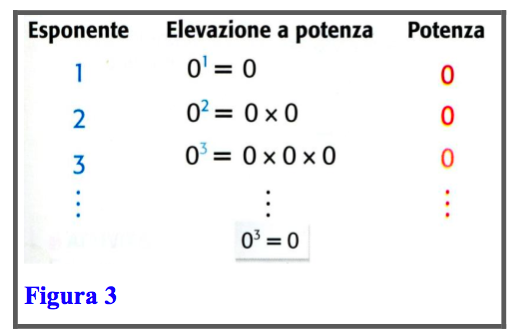 Esponente Elevazione a potenza Potenza
1 0¹ = 0 0
2 0² = 0 × 0 0
3 0³ = 0 × 0 × 0 0
⋮ ⋮ ⋮
0³ = 0
Figura 3